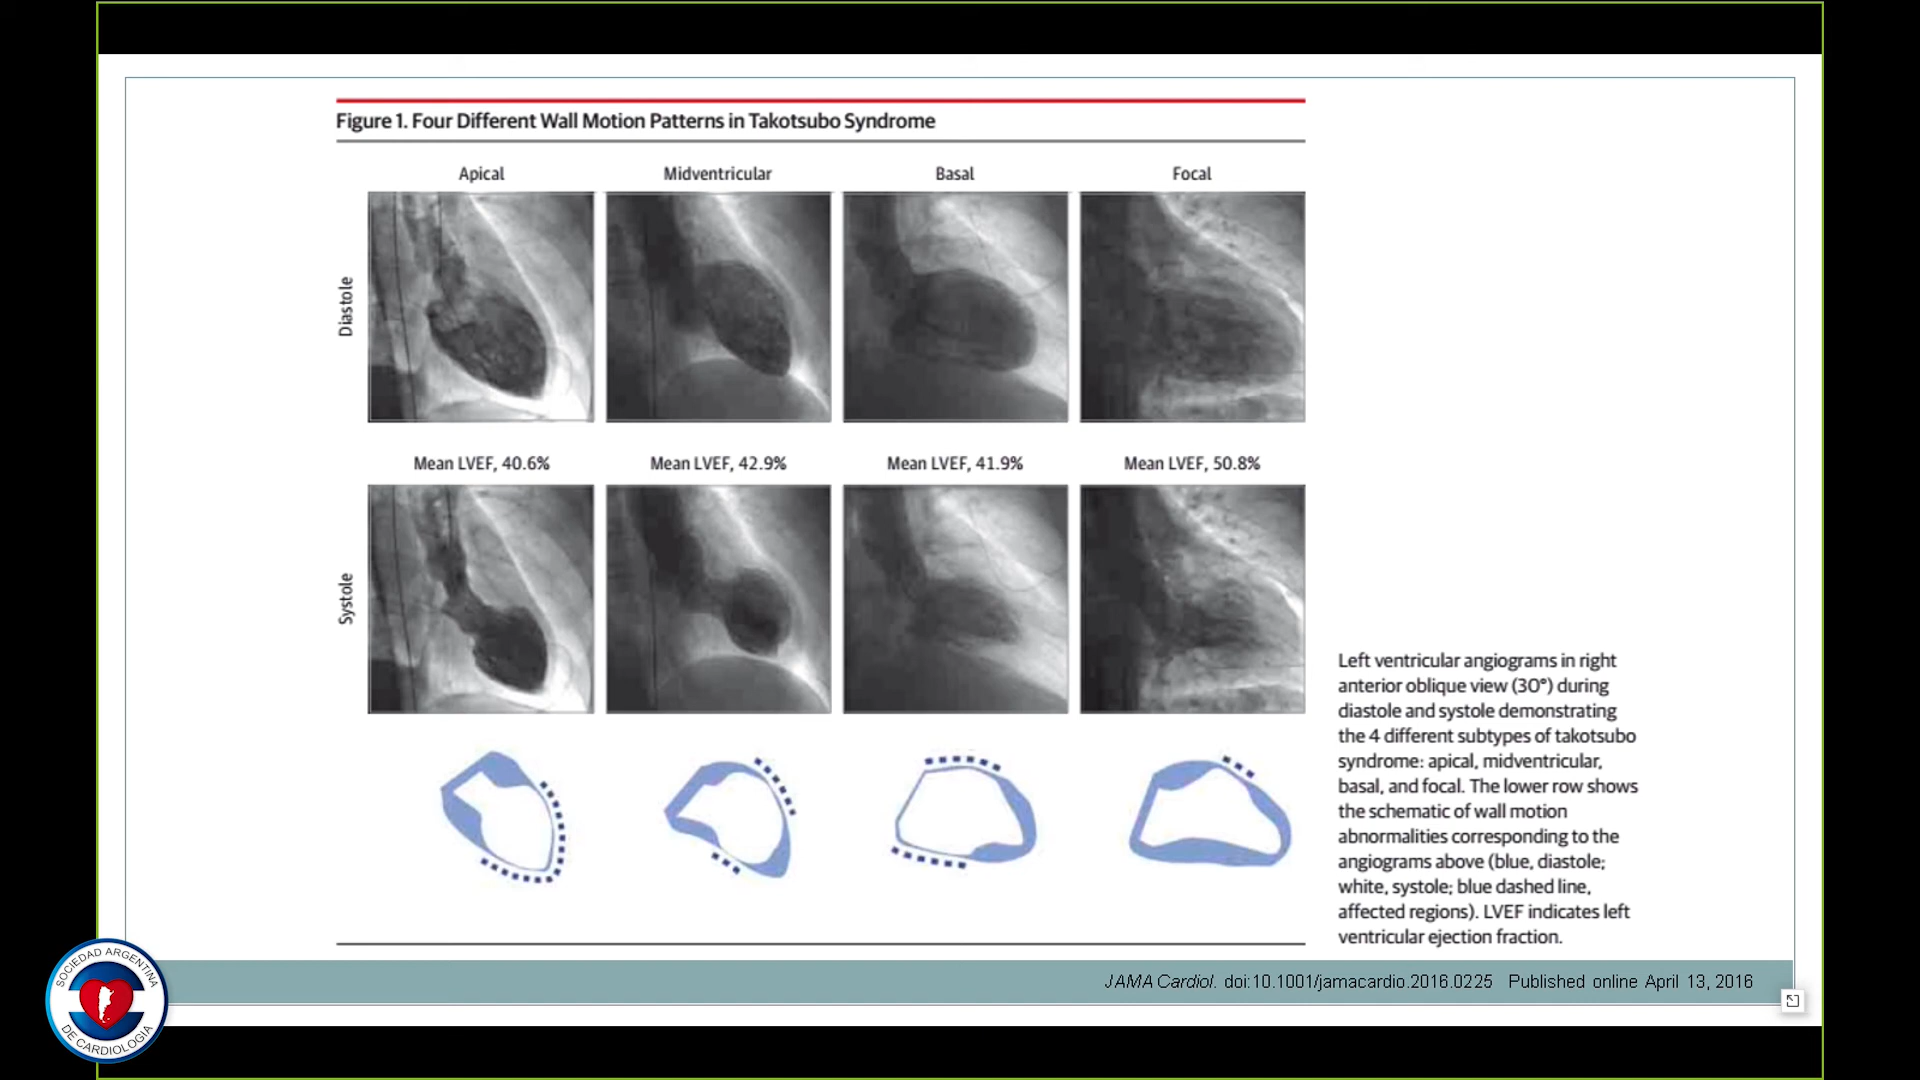 Figure 1. Four Different Wall Motion Patterns in Takotsubo Syndrome
Apical
Midventricular
Basal
Focal
Diastole
Mean LVEF, 40.6%
Mean LVEF, 42.9%
Mean LVEF, 41.9%
Mean LVEF, 50.8%
Systole
Left ventricular angiograms in right
anterior oblique view (30°) during
diastole and systole demonstrating
the 4 different subtypes of takotsubo
syndrome: apical, midventricular,
basal, and focal. The lower row shows
the schematic of wall motion
abnormalities corresponding to the
angiograms above (blue, diastole;
white, systole; blue dashed line,
affected regions). LVEF indicates left
ventricular ejection fraction.
SOCIEDAD ARGENTINA
DE CARDIOLOGIA
JAMA Cardiol. doi:10.1001/jamacardio.2016.0225 Published online April 13, 2016